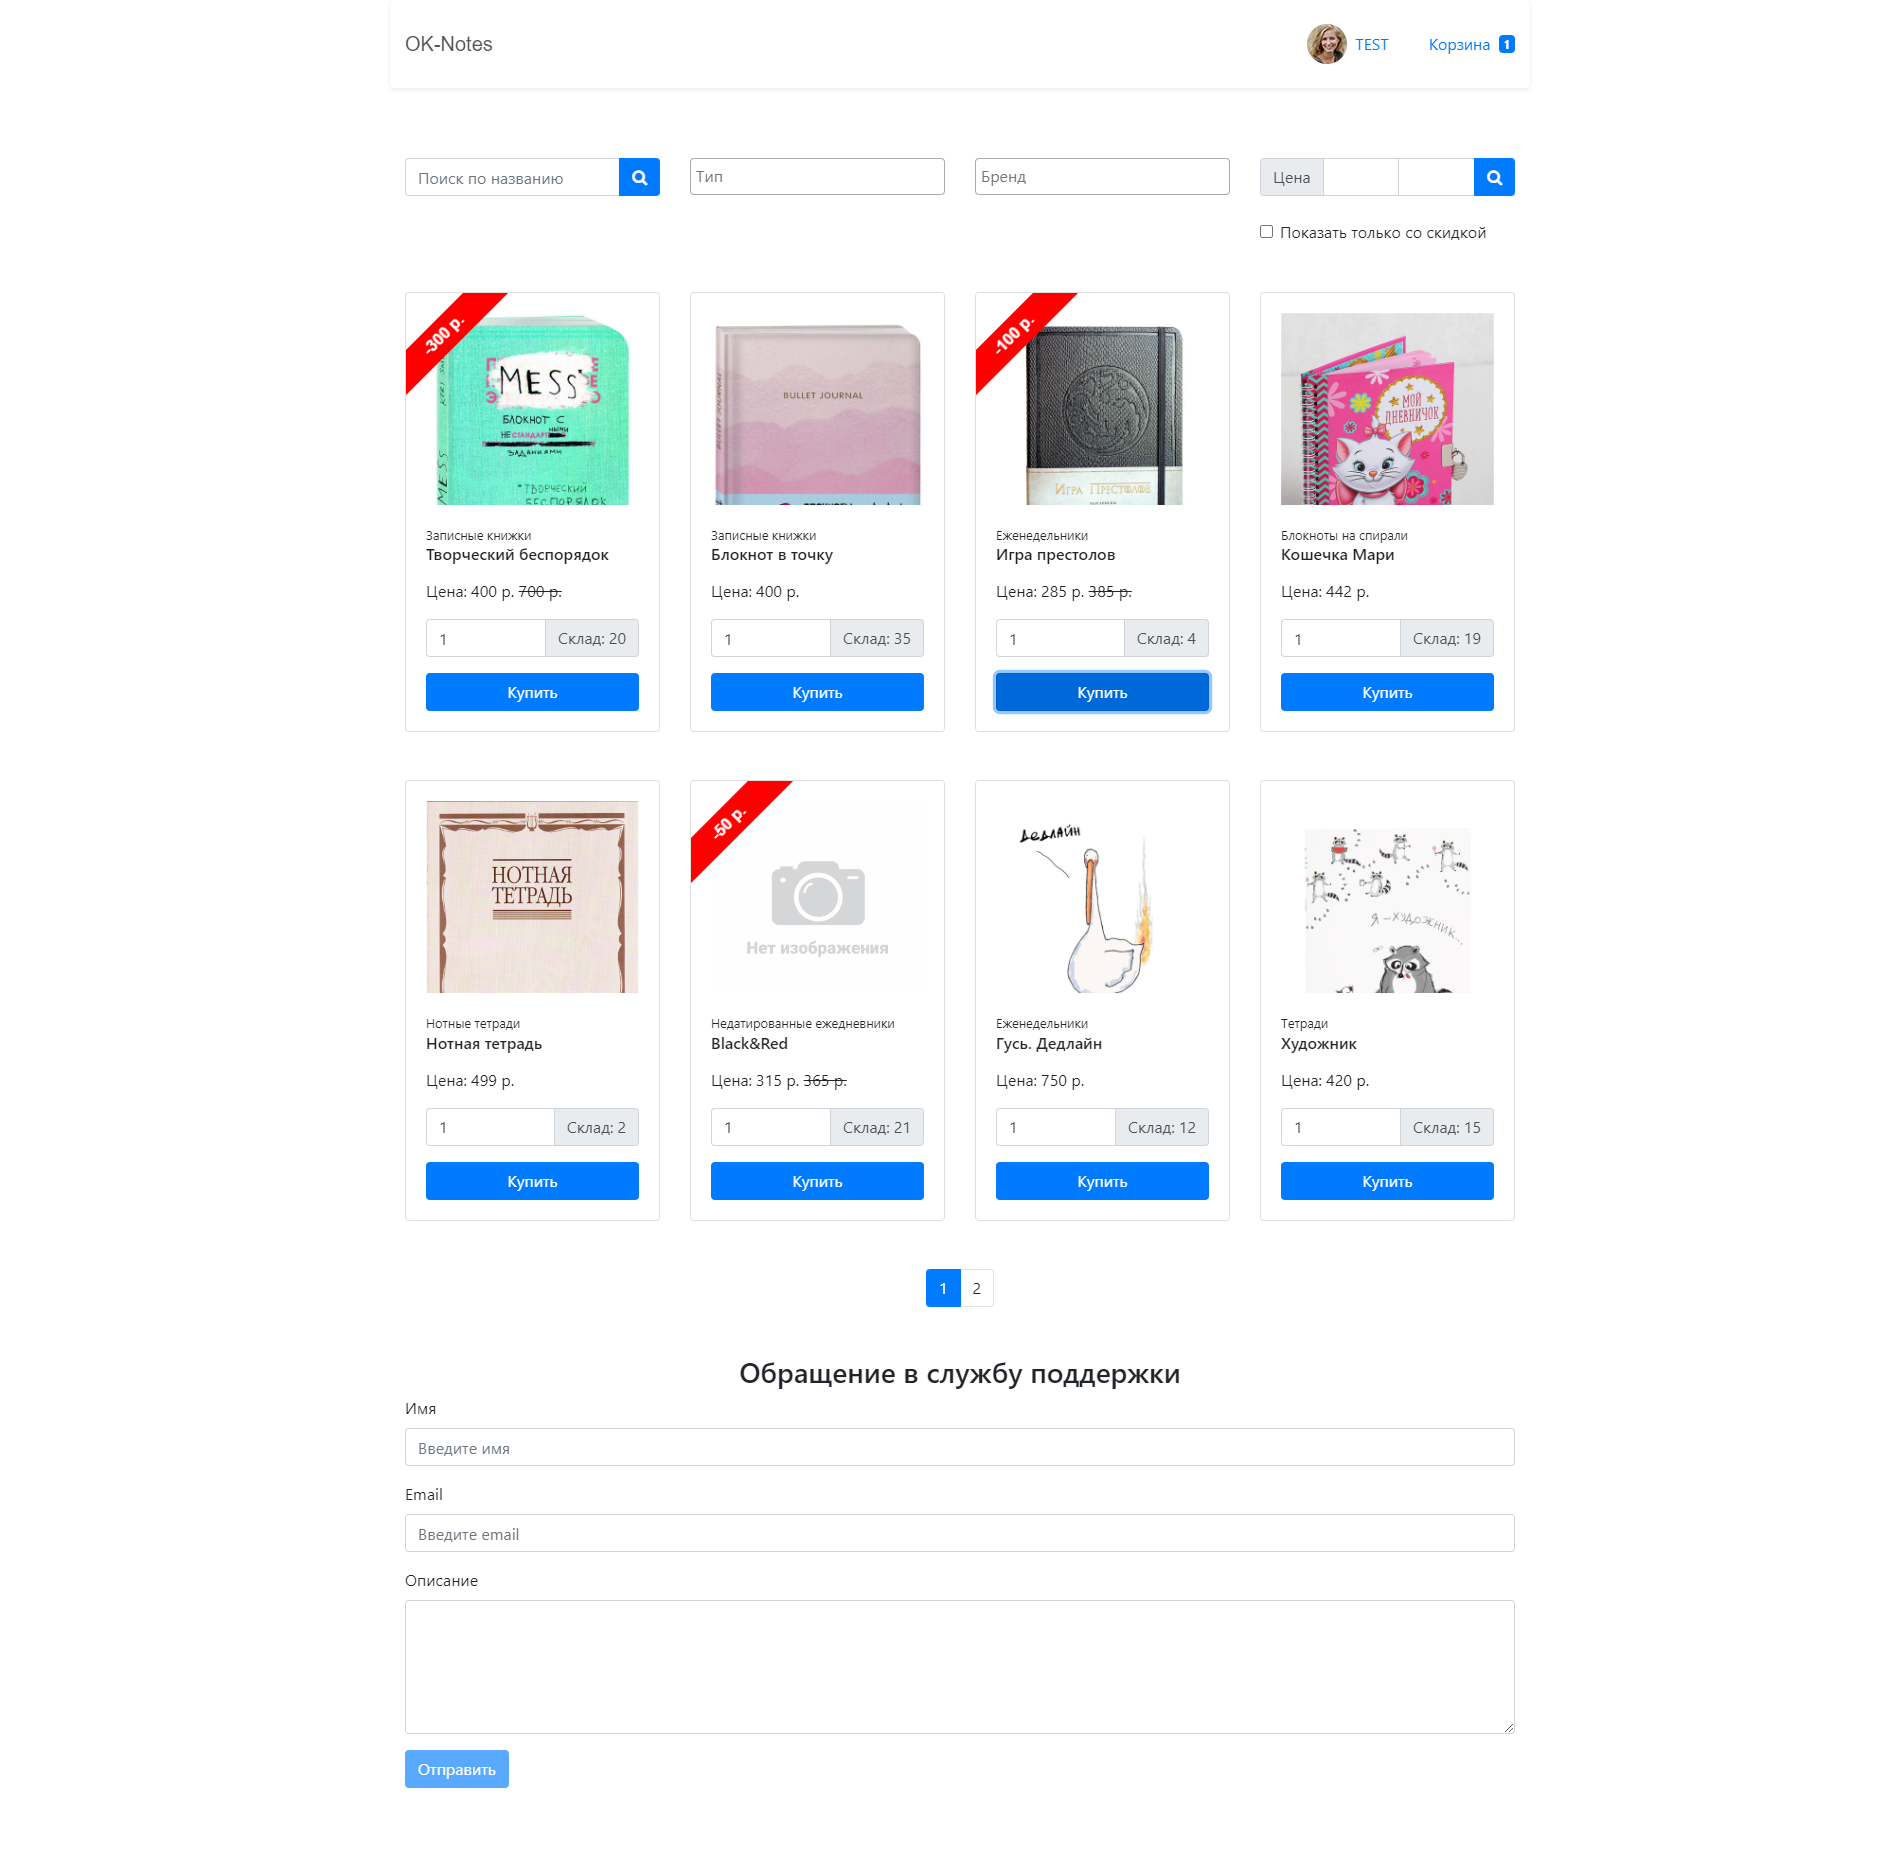 OK-Notes
TEST
Корзина 1
Поиск по названию
Тип
Бренд
Цена
Показать только со скидкой
-300 р.
MESS*
БЛОКНОТ С
НЕСТАНДАРТНЫМИ
ЗАДАНИЯМИ
*ТВОРЧЕСКИЙ
БЕСПОРЯДОК
MESS
Записные книжки
Творческий беспорядок
Цена: 400 р. 700 р.
1
Склад: 20
Купить
BULLET JOURNAL
Записные книжки
Блокнот в точку
Цена: 400 р.
1
Склад: 35
Купить
-100 р.
ИГРА ПРЕСТОЛОВ
Еженедельники
Игра престолов
Цена: 285 р. 385 р.
1
Склад: 4
Купить
МОЙ
ДНЕВНИЧОК
Блокноты на спирали
Кошечка Мари
Цена: 442 р.
1
Склад: 19
Купить
НОТНАЯ
ТЕТРАДЬ
Нотные тетради
Нотная тетрадь
Цена: 499 р.
1
Склад: 2
Купить
-50 р.
Нет изображения
Недатированные ежедневники
Black&Red
Цена: 315 р. 365 р.
1
Склад: 21
Купить
дедлайн
Еженедельники
Гусь. Дедлайн
Цена: 750 р.
1
Склад: 12
Купить
Я - ХУДОЖНИК...
Тетради
Художник
Цена: 420 р.
1
Склад: 15
Купить
1
2
Обращение в службу поддержки
Имя
Введите имя
Email
Введите email
Описание
Отправить